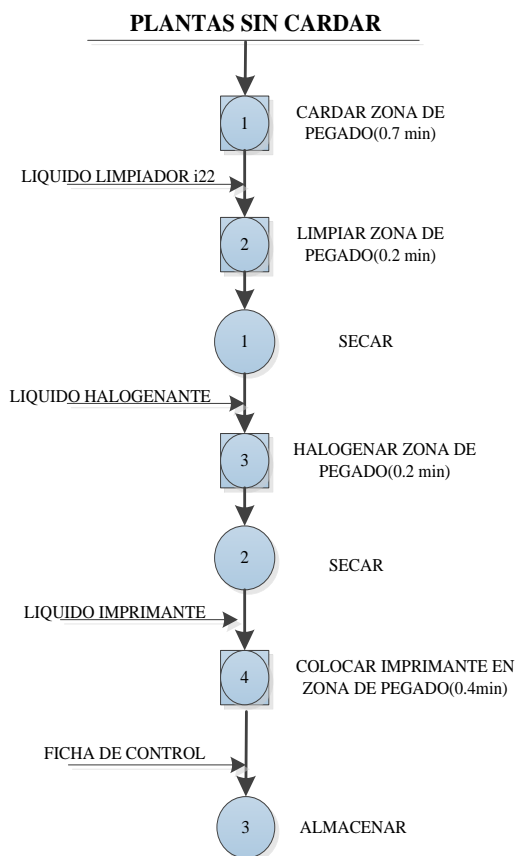 PLANTAS SIN CARDAR
1
CARDAR ZONA DE
PEGADO(0.7 min)
LIQUIDO LIMPIADOR i22
2
LIMPIAR ZONA DE
PEGADO(0.2 min)
1
SECAR
LIQUIDO HALOGENANTE
3
HALOGENAR ZONA DE
PEGADO(0.2 min)
2
SECAR
LIQUIDO IMPRIMANTE
4
COLOCAR IMPRIMANTE EN
ZONA DE PEGADO(0.4min)
FICHA DE CONTROL
3
ALMACENAR